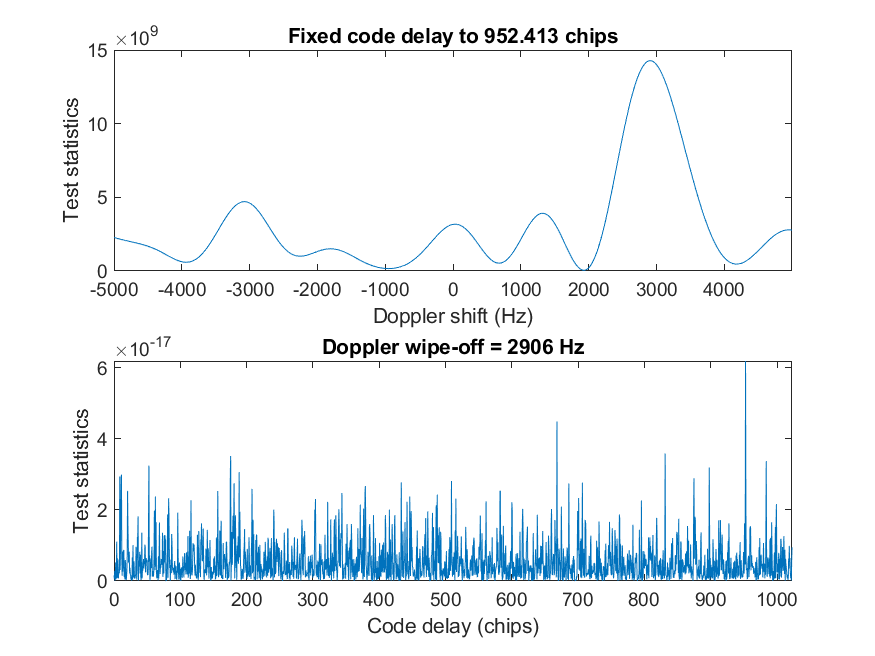 ×10^9
Fixed code delay to 952.413 chips
15
10
5
0
Test statistics
-5000 -4000 -3000 -2000 -1000 0 1000 2000 3000 4000
Doppler shift (Hz)
×10^-17
Doppler wipe-off = 2906 Hz
6
4
2
0
Test statistics
0 100 200 300 400 500 600 700 800 900 1000
Code delay (chips)